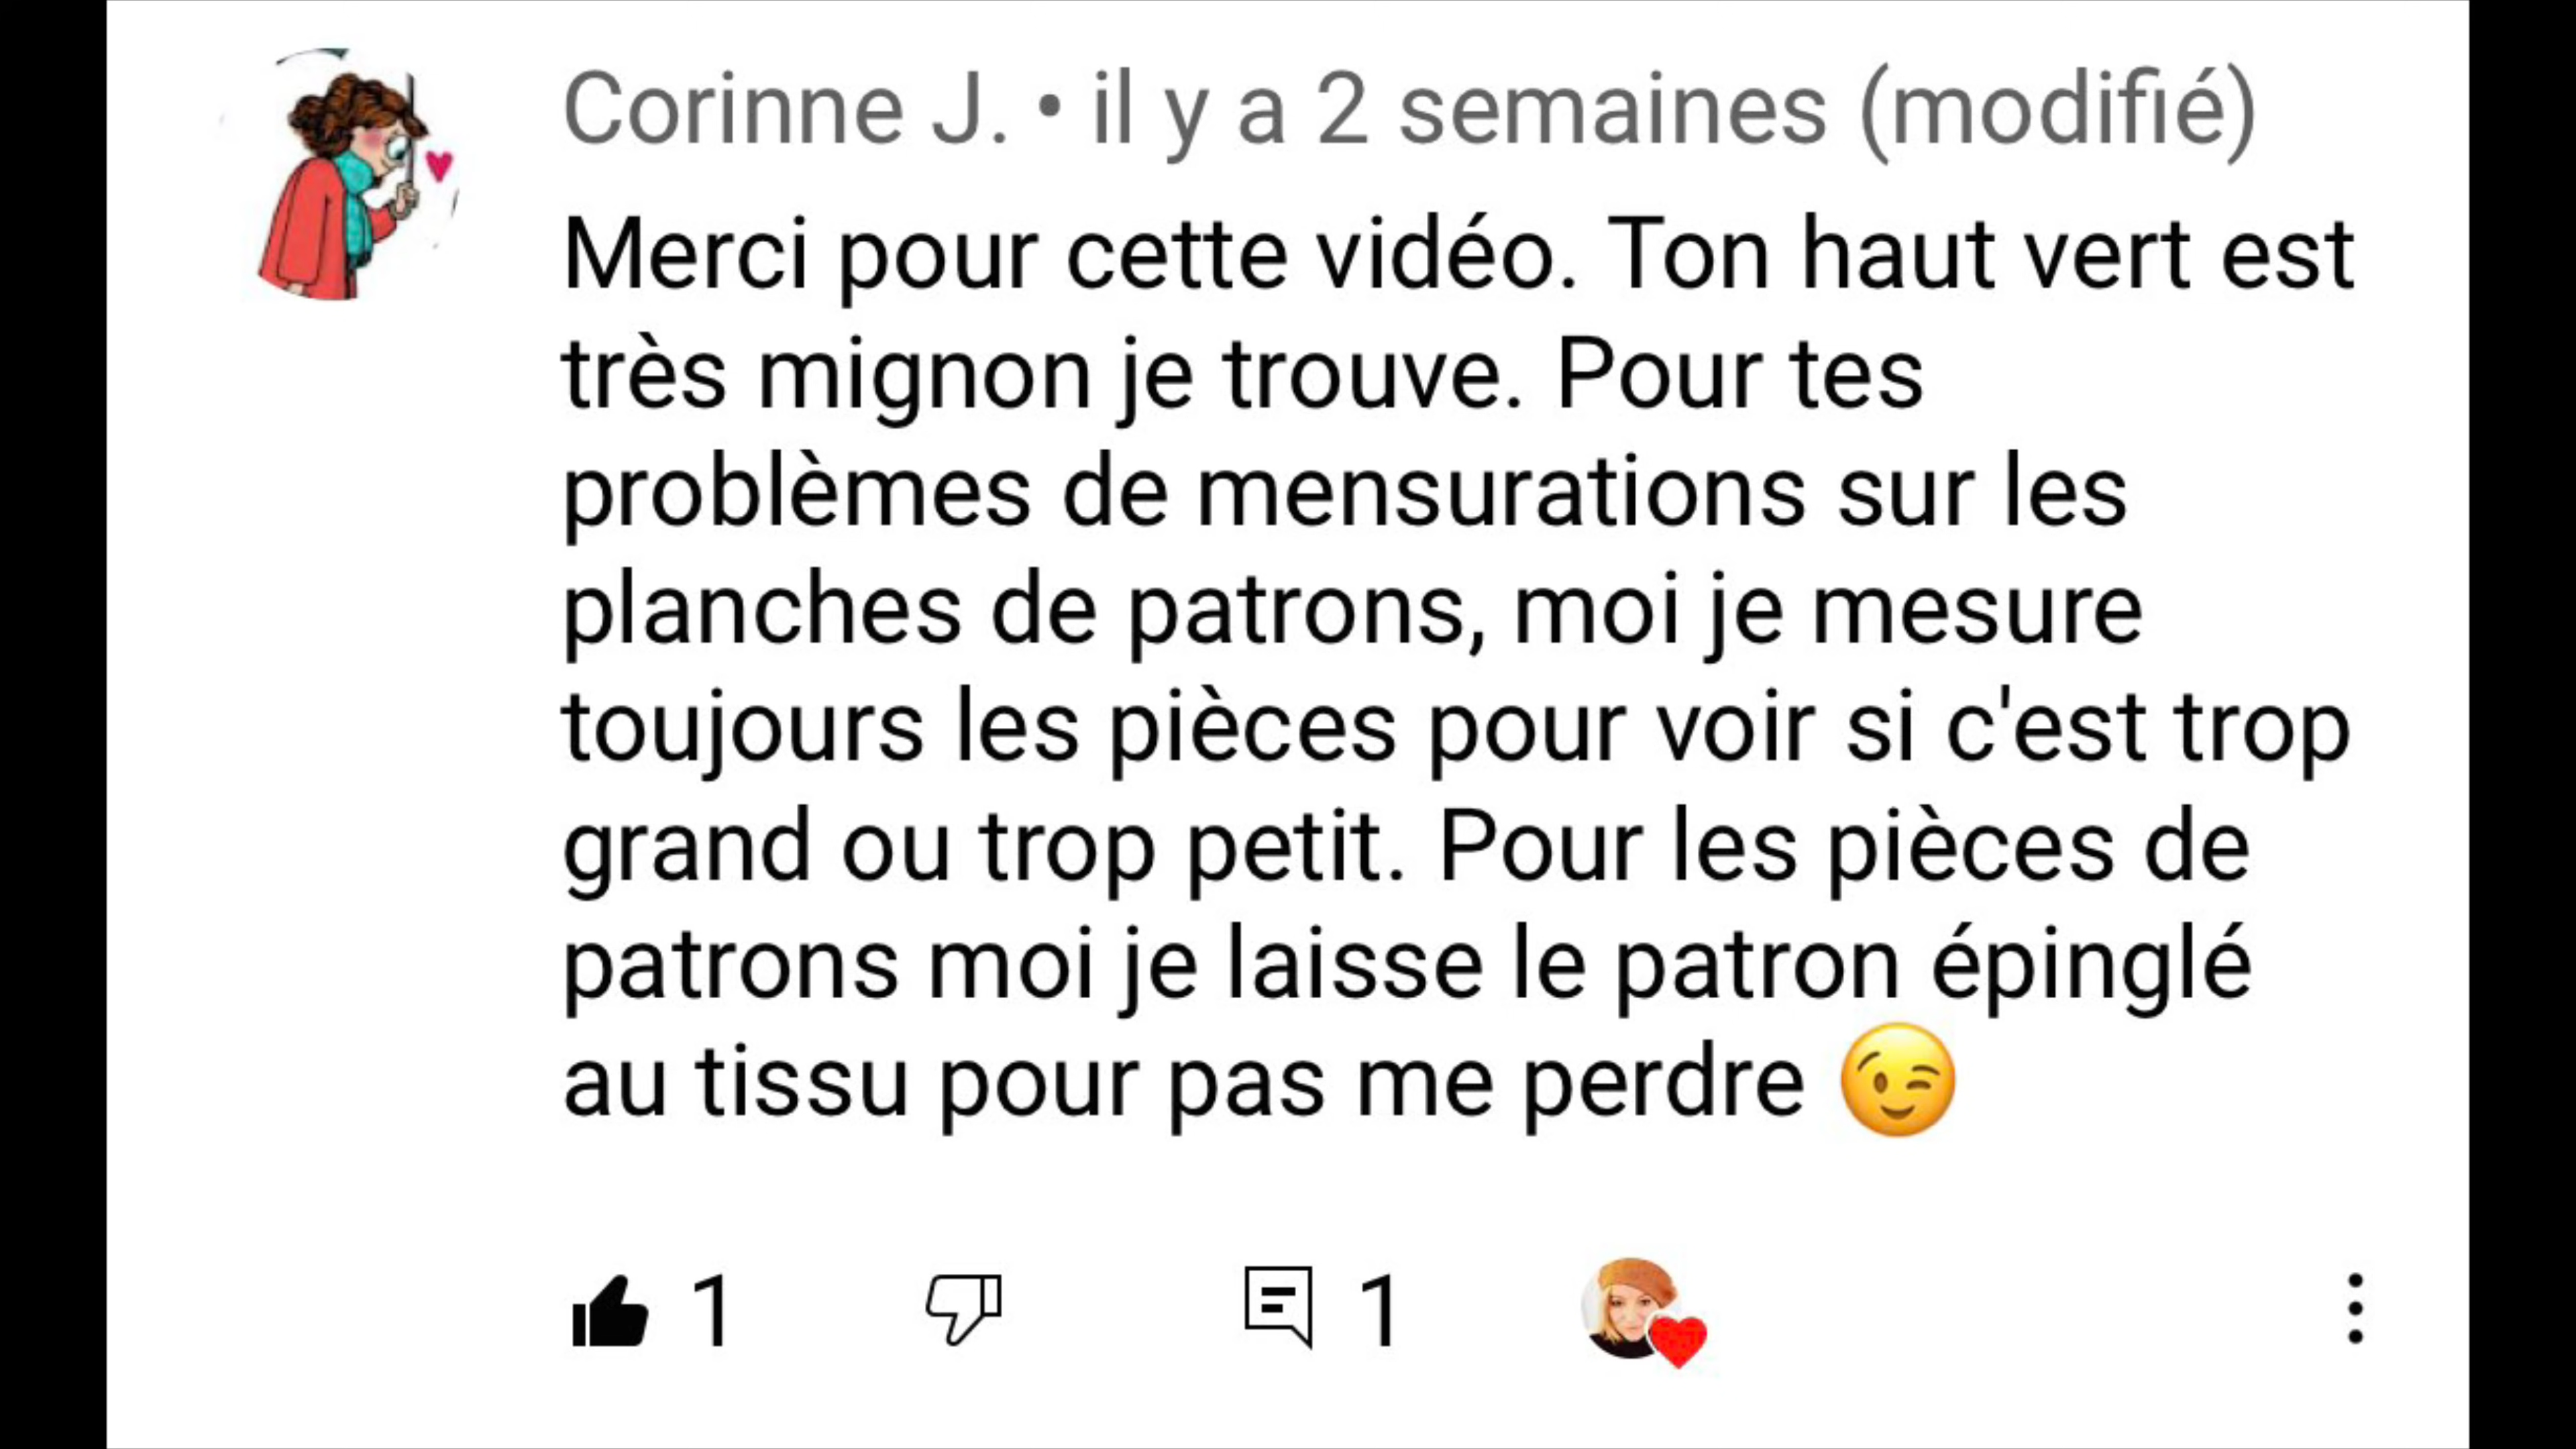 Corinne J. • il y a 2 semaines (modifié)
Merci pour cette vidéo. Ton haut vert est
très mignon je trouve. Pour tes
problèmes de mensurations sur les
planches de patrons, moi je mesure
toujours les pièces pour voir si c'est trop
grand ou trop petit. Pour les pièces de
patrons moi je laisse le patron épinglé
au tissu pour pas me perdre 😉
1 1